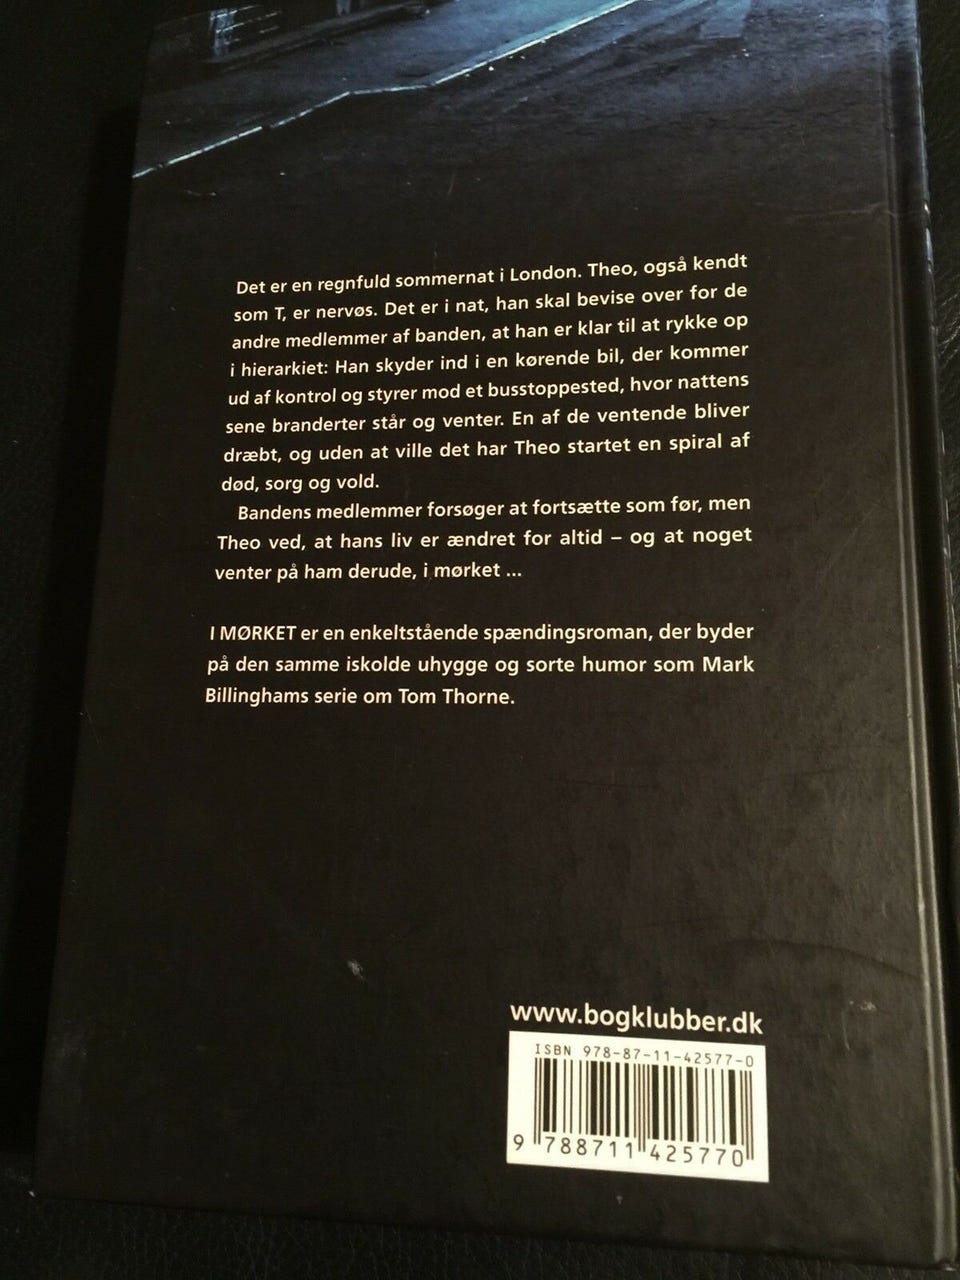 Det er en regnfuld sommernat i London. Theo, også kendt
som T, er nervøs. Det er i nat, han skal bevise over for de
andre medlemmer af banden, at han er klar til at rykke op
i hierarkiet: Han skyder ind i en kørende bil, der kommer
ud af kontrol og styrer mod et busstoppested, hvor nattens
sene branderter står og venter. En af de ventende bliver
dræbt, og uden at ville det har Theo startet en spiral af
død, sorg og vold.
Bandens medlemmer forsøger at fortsætte som før, men
Theo ved, at hans liv er ændret for altid – og at noget
venter på ham derude, i mørket ...
I MØRKET er en enkeltstående spændingsroman, der byder
på den samme iskolde uhygge og sorte humor som Mark
Billinghams serie om Tom Thorne.
www.bogklubber.dk
ISBN 978-87-11-42577-0
9 788711 425770